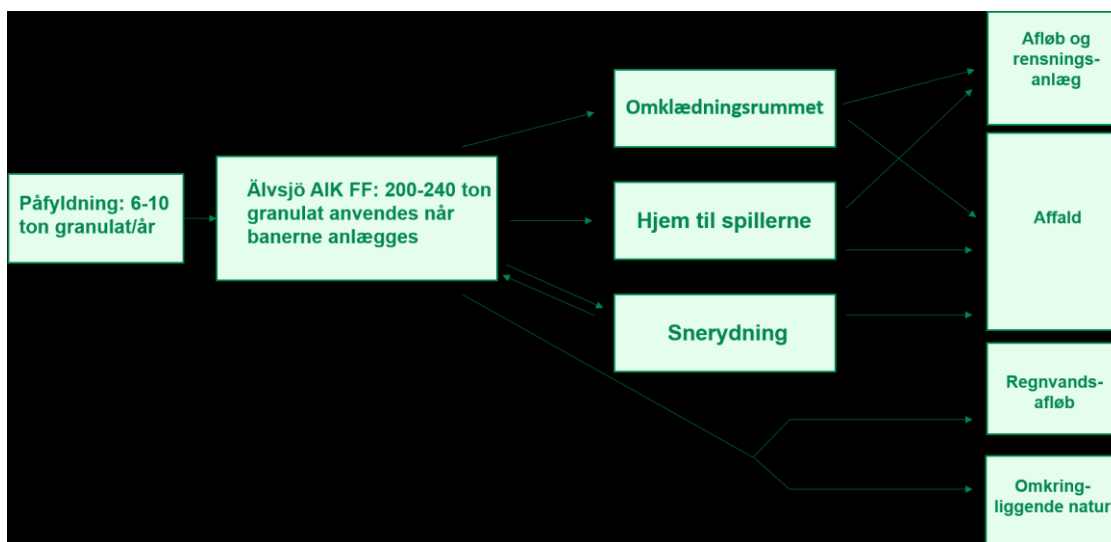 Påfyldning: 6-10
ton granulat/år
Älvsjö AIK FF: 200-240 ton
granulat anvendes når
banerne anlægges
Omklædningsrummet
Hjem til spillerne
Snerydning
Afløb og
rensnings-
anlæg
Affald
Regnvands-
afløb
Omkring-
liggende natur